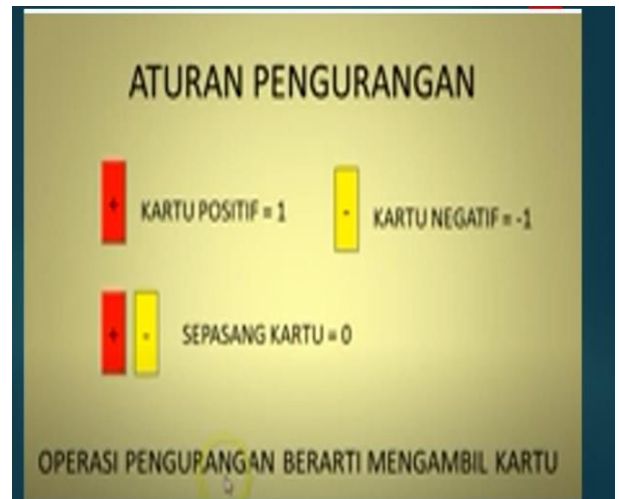 ATURAN PENGURANGAN
+ KARTU POSITIF = 1 - KARTU NEGATIF = -1
+ - SEPASANG KARTU = 0
OPERASI PENGURANGAN BERARTI MENGAMBIL KARTU